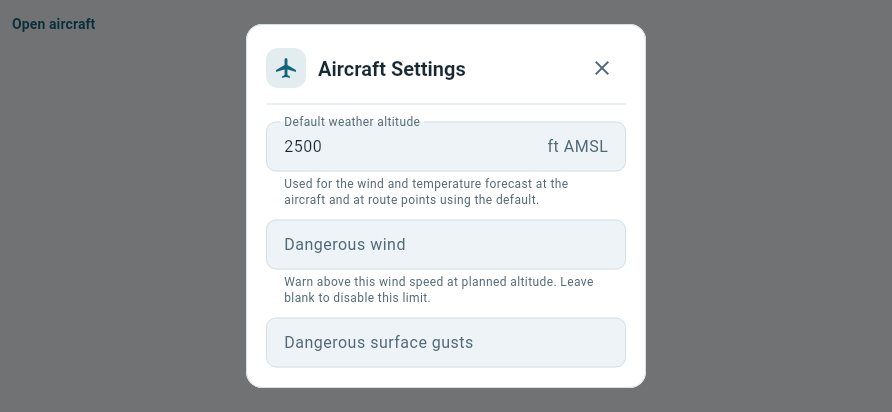 Open aircraft
Aircraft Settings
Default weather altitude
2500 ft AMSL
Used for the wind and temperature forecast at the
aircraft and at route points using the default.
Dangerous wind
Warn above this wind speed at planned altitude. Leave
blank to disable this limit.
Dangerous surface gusts